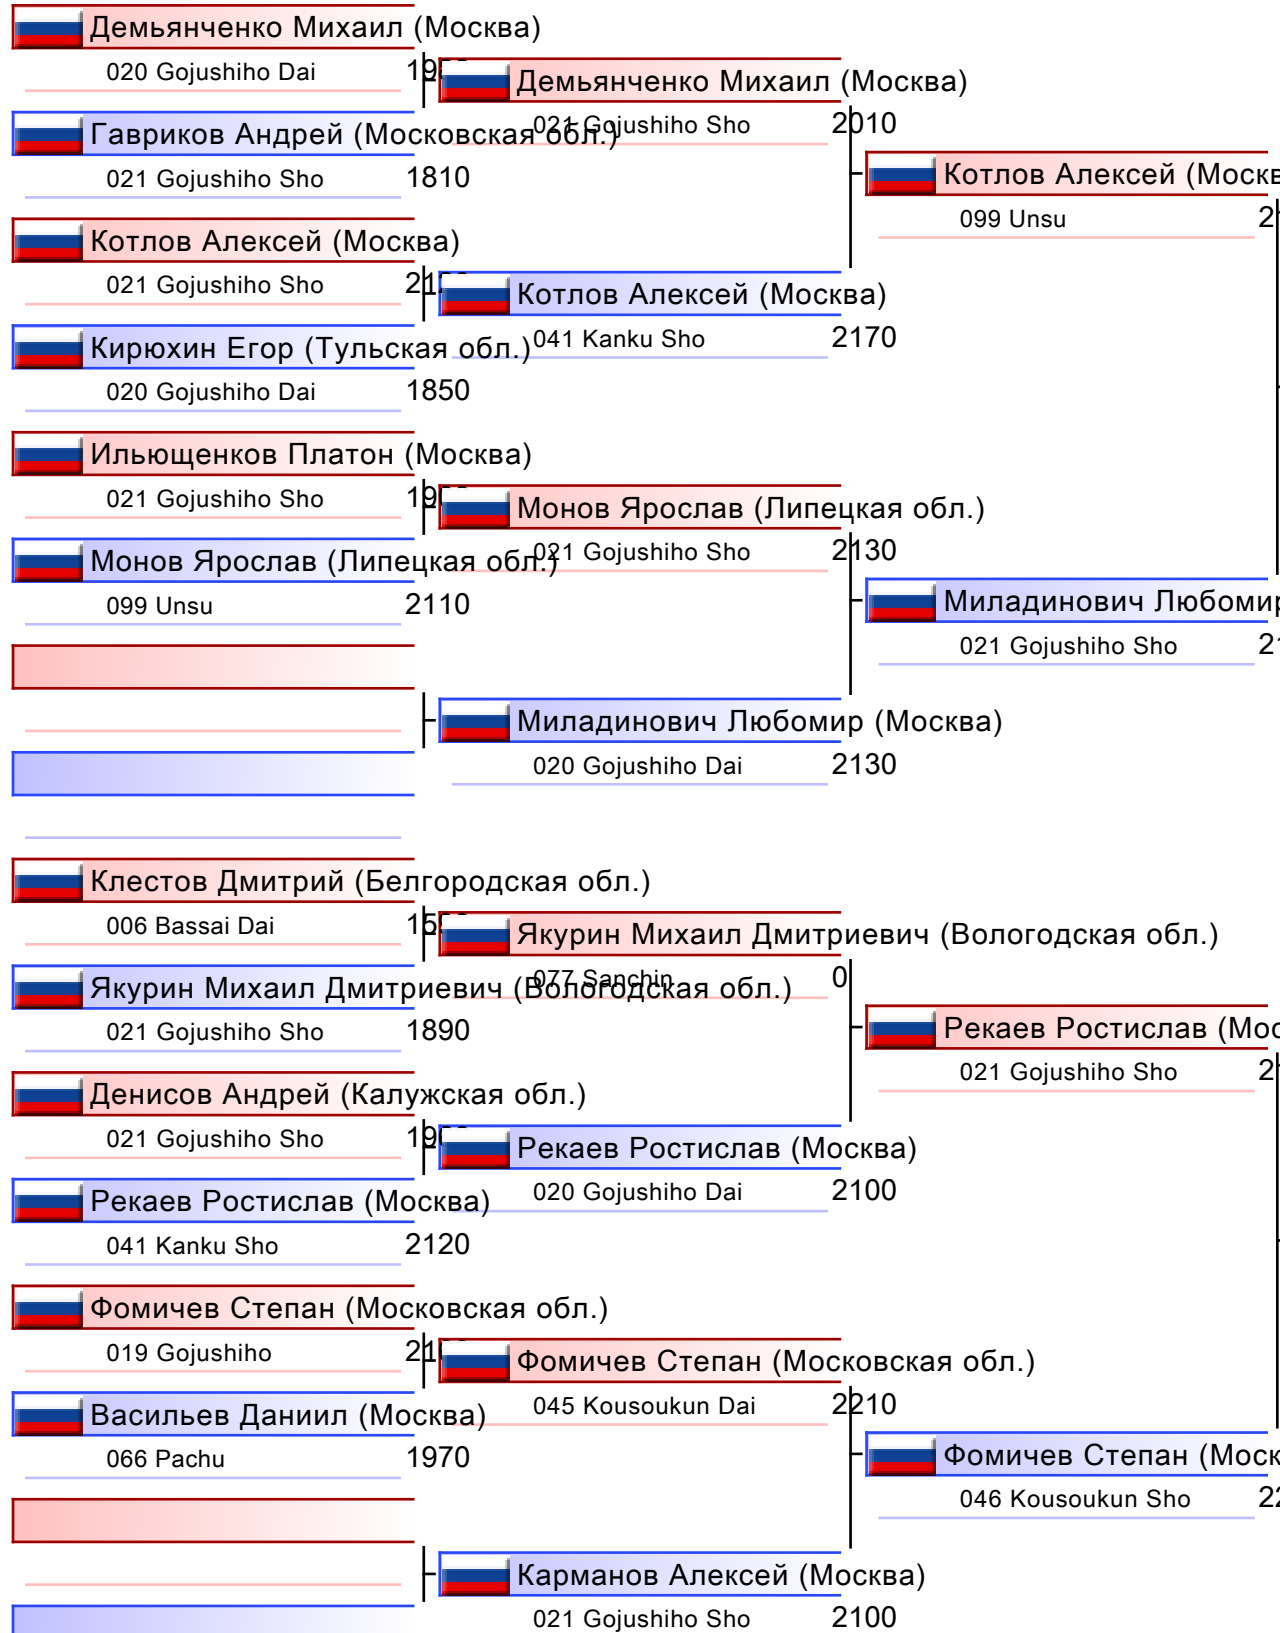 Демьянченко Михаил (Москва)
020 Gojushiho Dai
Гавриков Андрей (Московская обл.)
021 Gojushiho Sho 1810
Котлов Алексей (Москва)
021 Gojushiho Sho
Кирюхин Егор (Тульская обл.)
020 Gojushiho Dai 1850
Ильющенков Платон (Москва)
021 Gojushiho Sho
Монов Ярослав (Липецкая обл.)
099 Unsu 2110
Клестов Дмитрий (Белгородская обл.)
006 Bassai Dai
Якурин Михаил Дмитриевич (Вологодская обл.)
021 Gojushiho Sho 1890
Денисов Андрей (Калужская обл.)
021 Gojushiho Sho
Рекаев Ростислав (Москва)
041 Kanku Sho 2120
Фомичев Степан (Московская обл.)
019 Gojushiho
Васильев Даниил (Москва)
066 Pachu 1970
Демьянченко Михаил (Москва)
021 Gojushiho Sho 2010
Котлов Алексей (Москва)
041 Kanku Sho 2170
Монов Ярослав (Липецкая обл.)
021 Gojushiho Sho 2130
Миладинович Любомир (Москва)
020 Gojushiho Dai 2130
Якурин Михаил Дмитриевич (Вологодская обл.)
077 Sanchin 0
Рекаев Ростислав (Москва)
020 Gojushiho Dai 2100
Фомичев Степан (Московская обл.)
045 Kousoukun Dai 2210
Карманов Алексей (Москва)
021 Gojushiho Sho 2100
Котлов Алексей
099 Unsu
Миладинович
021 Gojushiho Sho
Рекаев Ростислав
021 Gojushiho Sho
Фомичев Степан
046 Kousoukun Sho